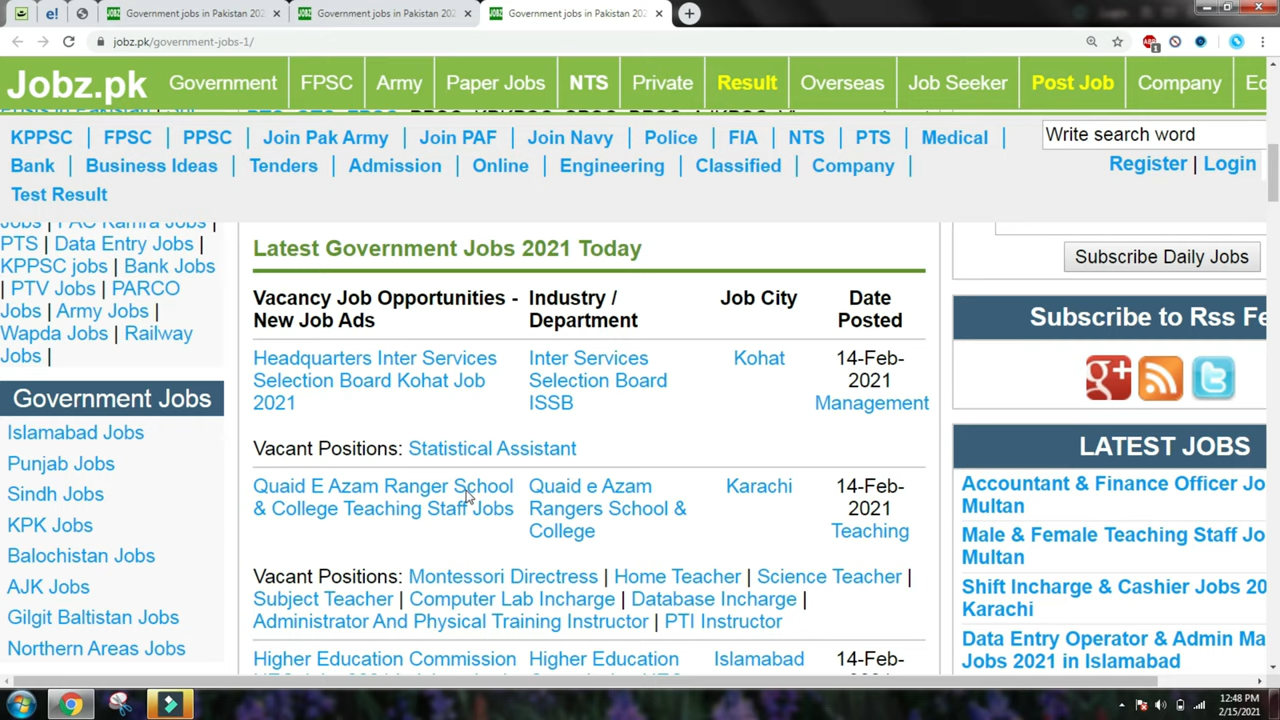 Government jobs in Pakistan 202
Government jobs in Pakistan 202
Government jobs in Pakistan 202
jobz.pk/government-jobs-1/
Jobz.pk
Government FPSC Army Paper Jobs NTS Private Result Overseas Job Seeker Post Job Company
KPPSC | FPSC | PPSC | Join Pak Army | Join PAF | Join Navy | Police | FIA | NTS | PTS | Medical |
Bank | Business Ideas | Tenders | Admission | Online | Engineering | Classified | Company |
Test Result
Write search word
Register | Login
Jobs | PAC Kamra Jobs |
PTS | Data Entry Jobs |
KPPSC jobs | Bank Jobs
| PTV Jobs | PARCO
Jobs | Army Jobs |
Wapda Jobs | Railway
Jobs |
Government Jobs
Islamabad Jobs
Punjab Jobs
Sindh Jobs
KPK Jobs
Balochistan Jobs
AJK Jobs
Gilgit Baltistan Jobs
Northern Areas Jobs
Latest Government Jobs 2021 Today
Vacancy Job Opportunities -
New Job Ads
Industry /
Department
Job City
Date
Posted
Headquarters Inter Services
Selection Board Kohat Job
2021
Inter Services
Selection Board
ISSB
Kohat
14-Feb-
2021
Management
Vacant Positions: Statistical Assistant
Quaid E Azam Ranger School
& College Teaching Staff Jobs
Quaid e Azam
Rangers School &
College
Karachi
14-Feb-
2021
Teaching
Vacant Positions: Montessori Directress | Home Teacher | Science Teacher |
Subject Teacher | Computer Lab Incharge | Database Incharge |
Administrator And Physical Training Instructor | PTI Instructor
Higher Education Commission
Higher Education
Islamabad
14-Feb-
Subscribe Daily Jobs
Subscribe to Rss Fe
g+
LATEST JOBS
Accountant & Finance Officer Jo
Multan
Male & Female Teaching Staff Jo
Multan
Shift Incharge & Cashier Jobs 20
Karachi
Data Entry Operator & Admin Ma
Jobs 2021 in Islamabad
12:48 PM
2/15/2021